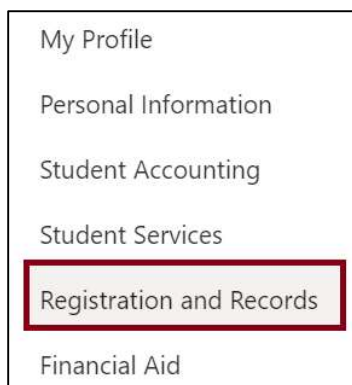 My Profile
Personal Information
Student Accounting
Student Services
Registration and Records
Financial Aid